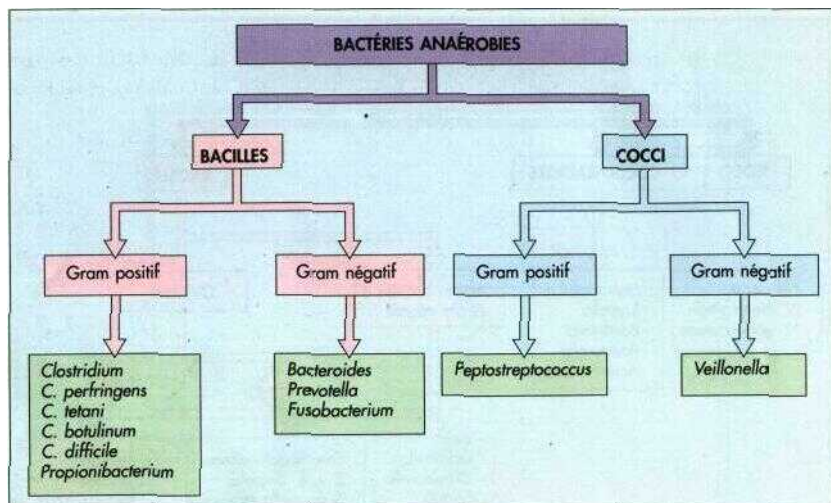 BACTÉRIES ANAÉROBIES
BACILLES
COCCI
Gram positif
Gram négatif
Gram positif
Gram négatif
Clostridium
C. perfringens
C. tetani
C. botulinum
C. difficile
Propionibacterium
Bacteroides
Prevotella
Fusobacterium
Peptostreptococcus
Veillonella